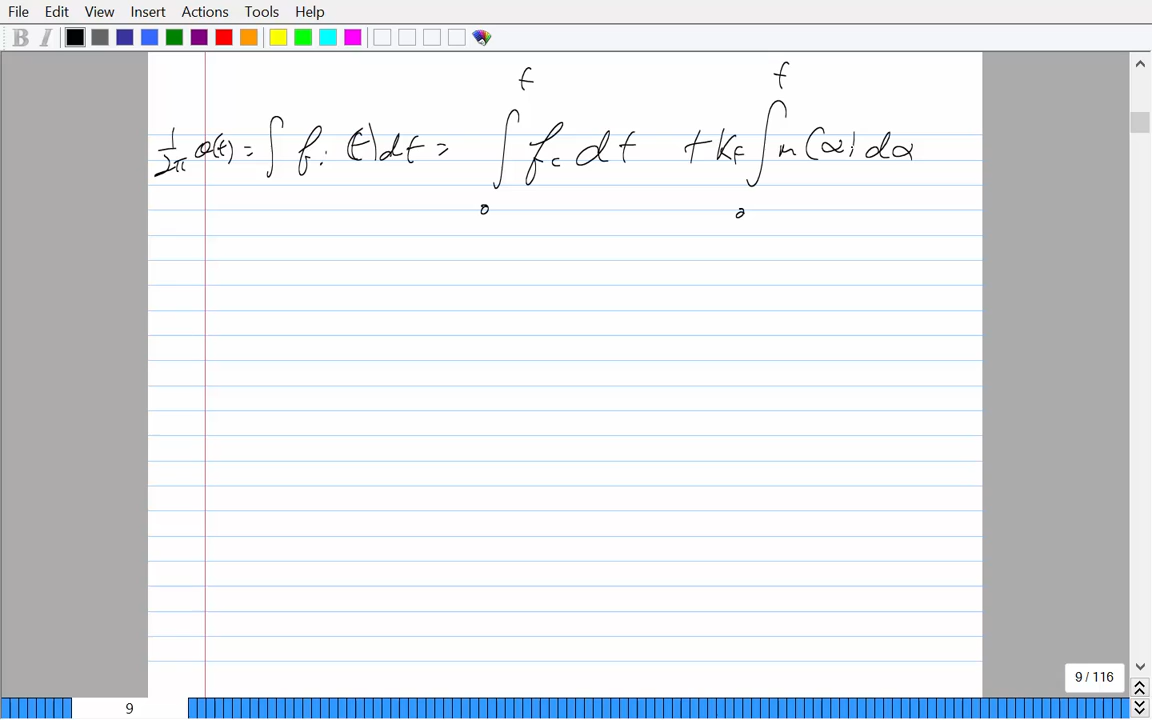 File Edit View Insert Actions Tools Help
B I
1/2π θ(t) = ∫ fi (t)dt = ∫₀ᵗ fc dt + kf ∫₀ᵗ m(α)dα
9 / 116
9